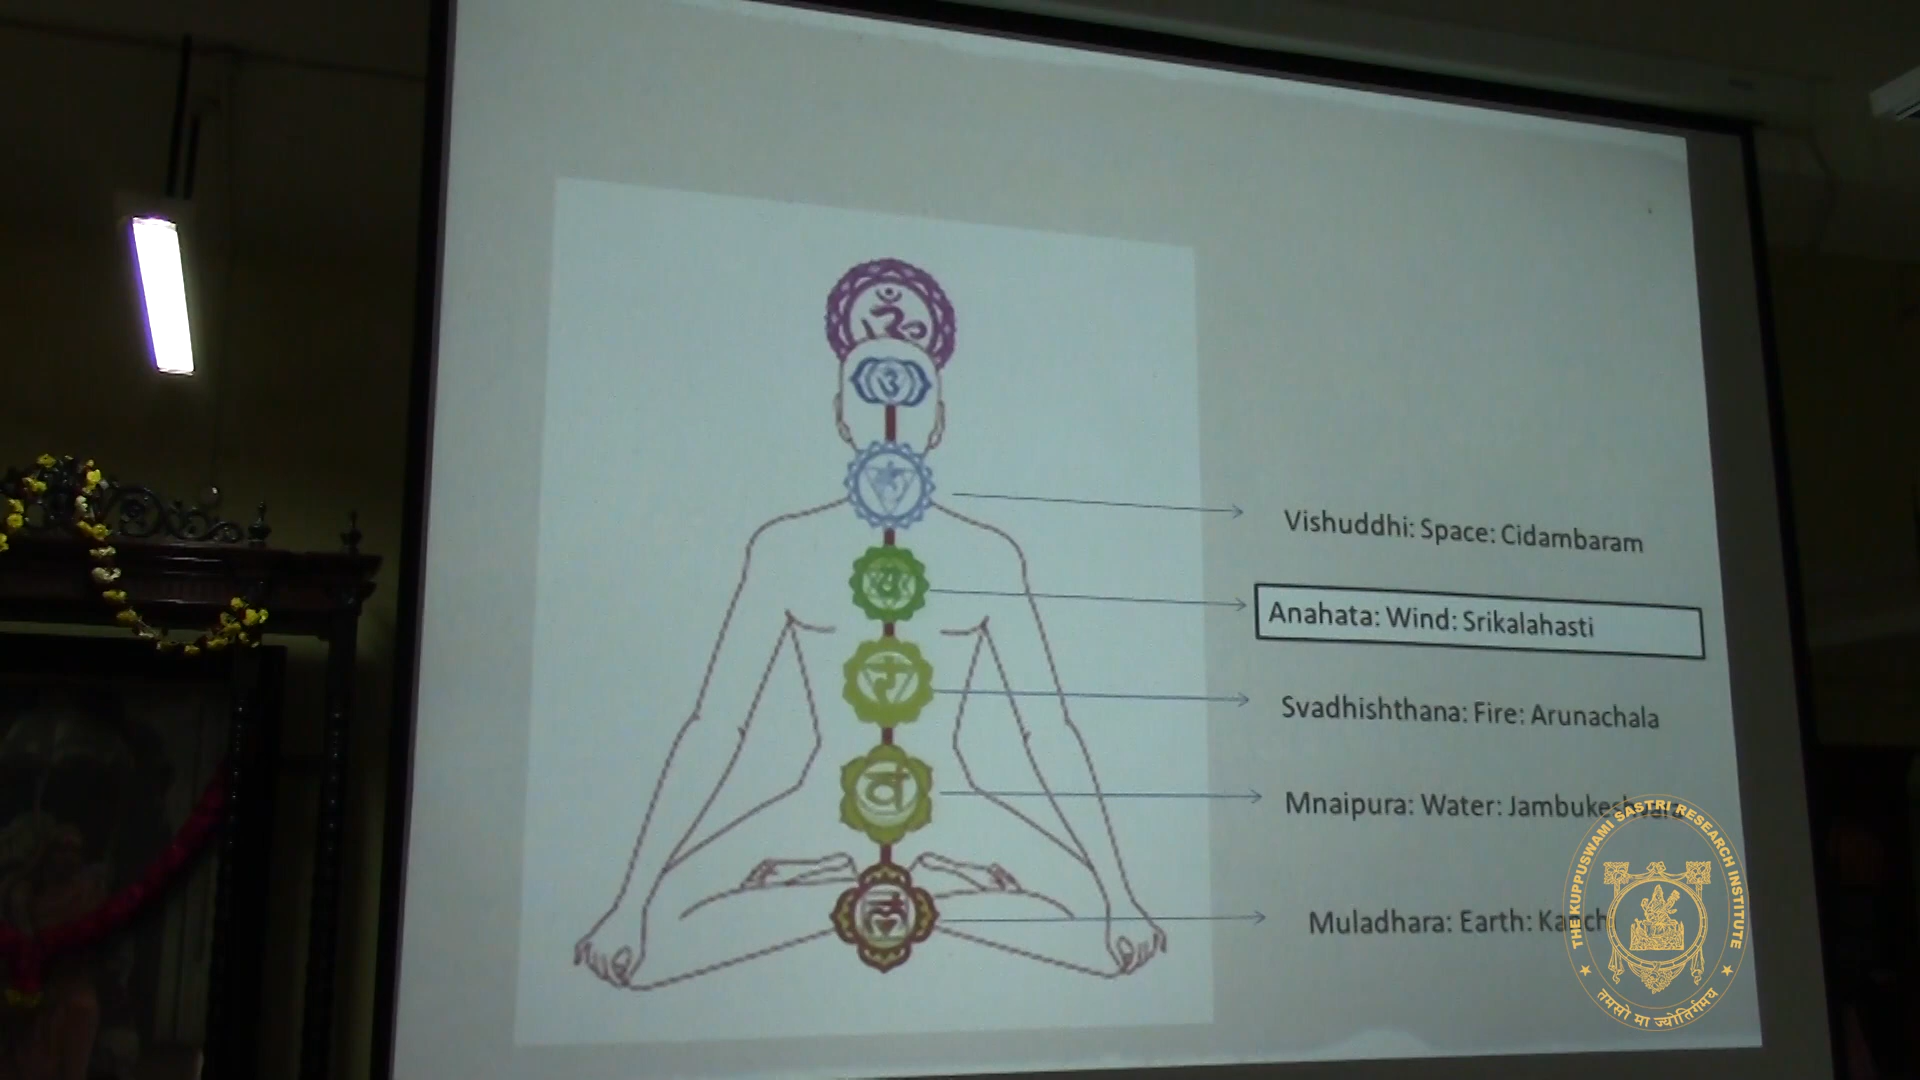 ॐ
Vishuddhi: Space: Cidambaram
Anahata: Wind: Srikalahasti
Svadhishthana: Fire: Arunachala
Mnaipura: Water: Jambukeshvara
Muladhara: Earth:
THE KUPPUSWAMI SASTRI RESEARCH INSTITUTE
तमसो मा ज्योतिर्गमय